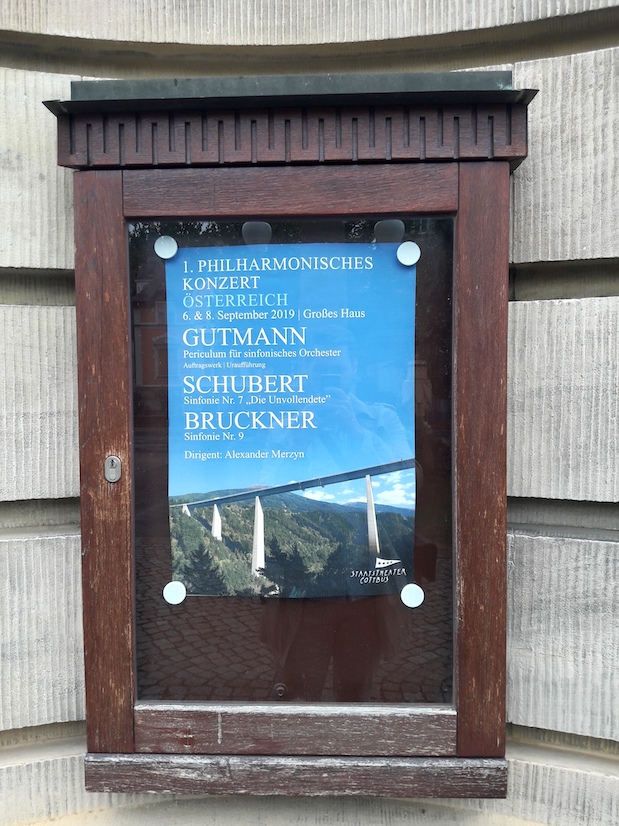 1. PHILHARMONISCHES
KONZERT
ÖSTERREICH
6. & 8. September 2019 | Großes Haus
GUTMANN
Periculum für sinfonisches Orchester
Auftragswerk | Uraufführung
SCHUBERT
Sinfonie Nr. 7 „Die Unvollendete"
BRUCKNER
Sinfonie Nr. 9
Dirigent: Alexander Merzyn
STAATSTHEATER
COTTBUS